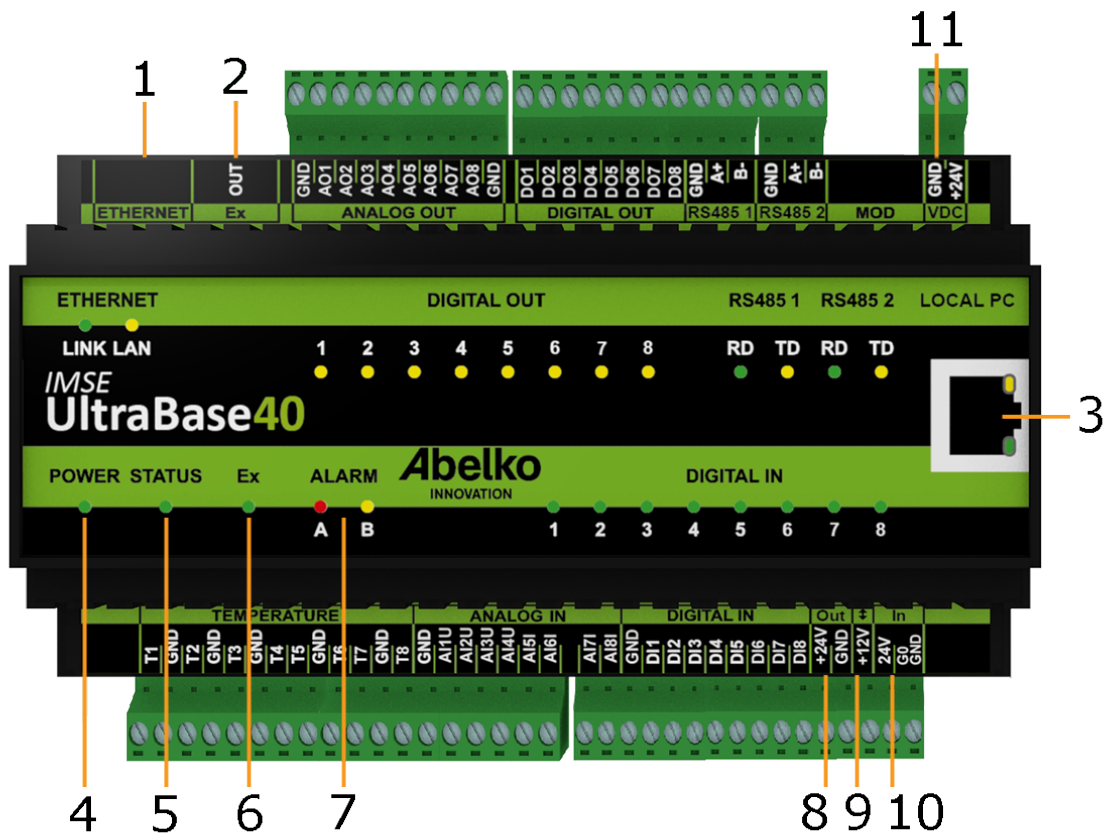 11
1 2
OUT
GND AO1 AO2 AO3 AO4 AO5 AO6 AO7 AO8 GND
DO1 DO2 DO3 DO4 DO5 DO6 DO7 DO8 GND A+ B- GND A+ B-
GND +24V
ETHERNET Ex ANALOG OUT DIGITAL OUT RS485 1 RS485 2 MOD VDC
ETHERNET DIGITAL OUT RS485 1 RS485 2 LOCAL PC
LINK LAN 1 2 3 4 5 6 7 8 RD TD RD TD
IMSE
UltraBase40
3
POWER STATUS Ex ALARM Abelko DIGITAL IN
INNOVATION
A B 1 2 3 4 5 6 7 8
TEMPERATURE ANALOG IN DIGITAL IN Out ↕ In
T1 GND T2 GND T3 GND T4 T5 GND T6 T7 GND T8 GND AI1U AI2U AI3U AI4U AI5I AI6I
AI7I AI8I GND DI1 DI2 DI3 DI4 DI5 DI6 DI7 DI8 +24V GND +12V 24V G0 GND
4 5 6 7 8 9 10